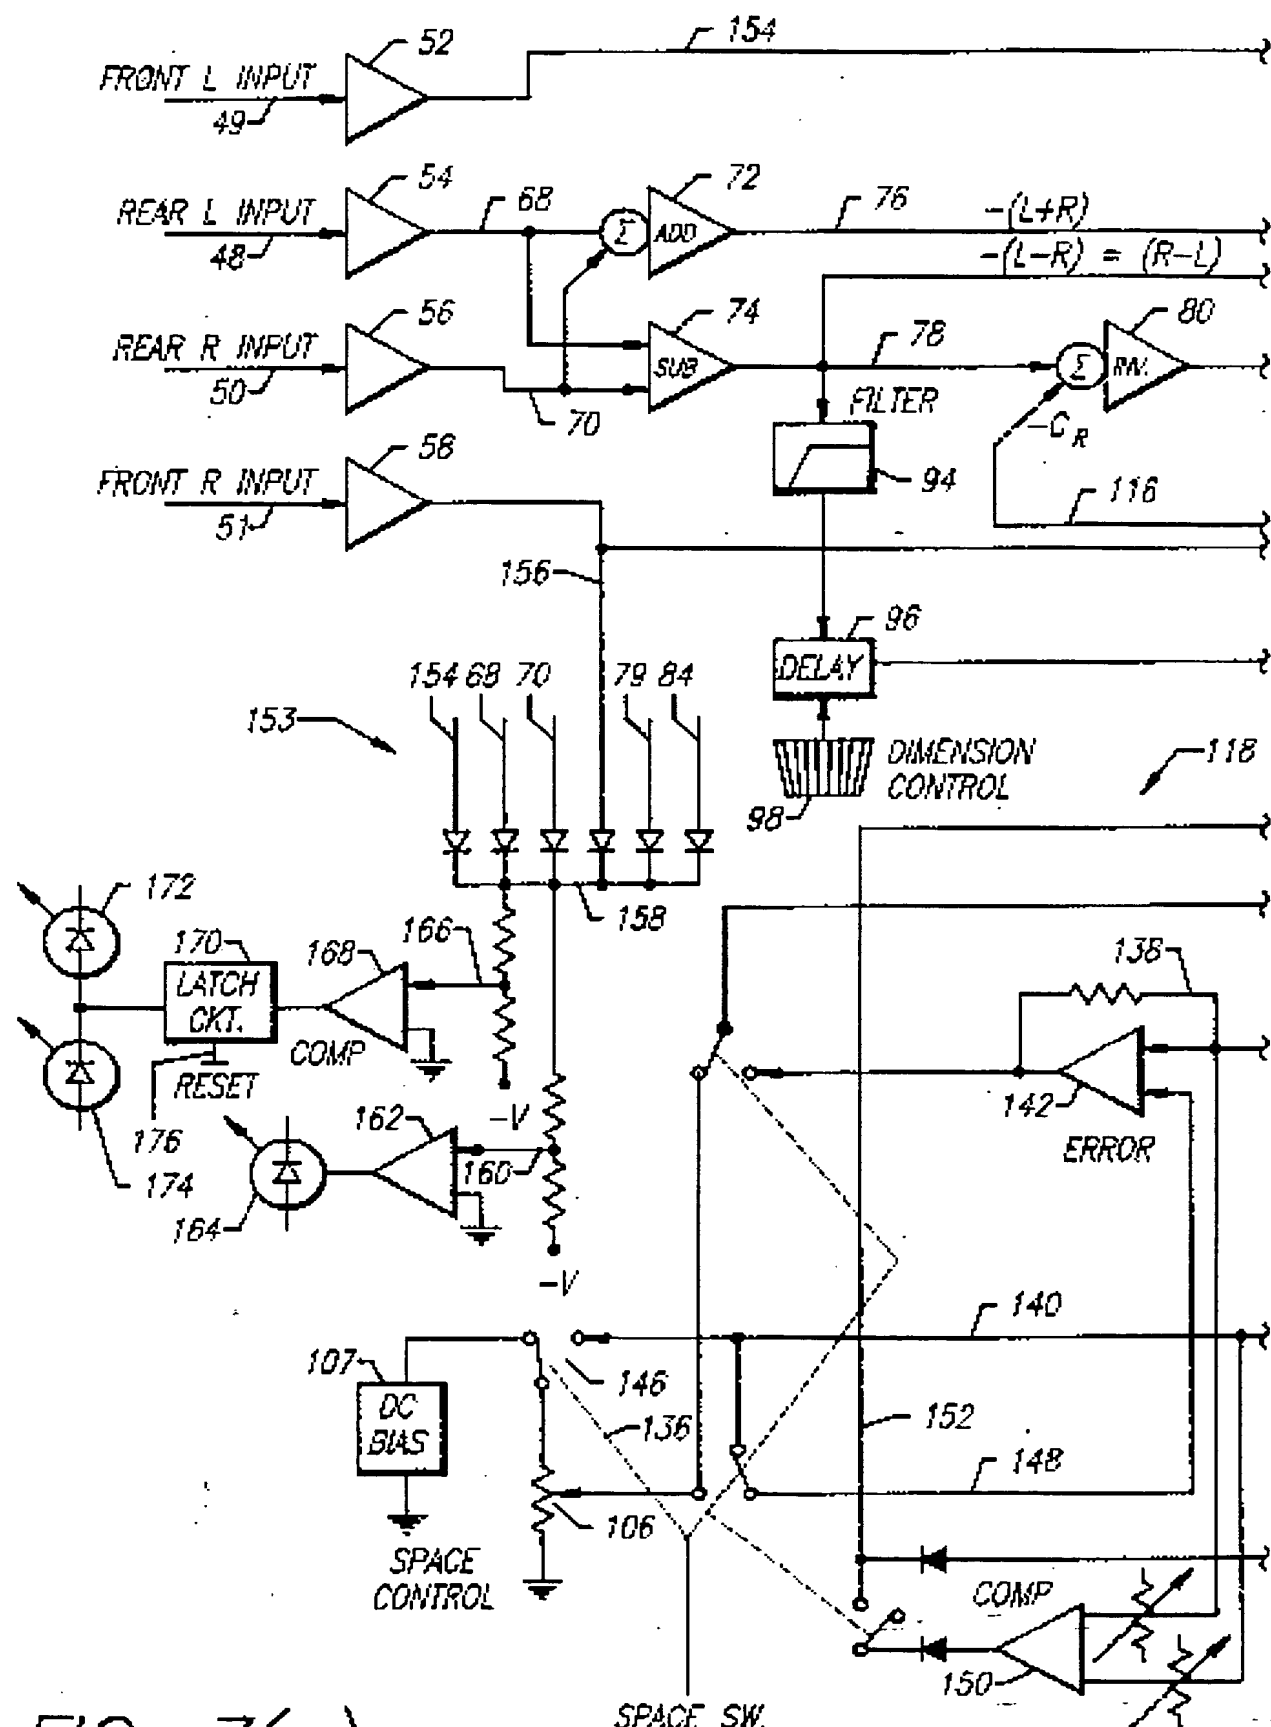 154
52
FRONT L INPUT
49
54
72
68
76
-(L+R)
REAR L INPUT
Σ
ADD
48
-(L-R) = (R-L)
56
74
80
78
REAR R INPUT
SUB
Σ
INV.
50
FILTER
70
-C R
58
94
FRONT R INPUT
116
51
156
96
DELAY
154 68 70 79 84
153
DIMENSION
CONTROL
118
98
172
158
166
170
168
138
LATCH
CKT.
COMP
RESET
142
-V
162
176
ERROR
160
174
164
-V
140
107
146
DC
BIAS
136
152
148
106
SPACE
CONTROL
COMP
150
SPACE SW.